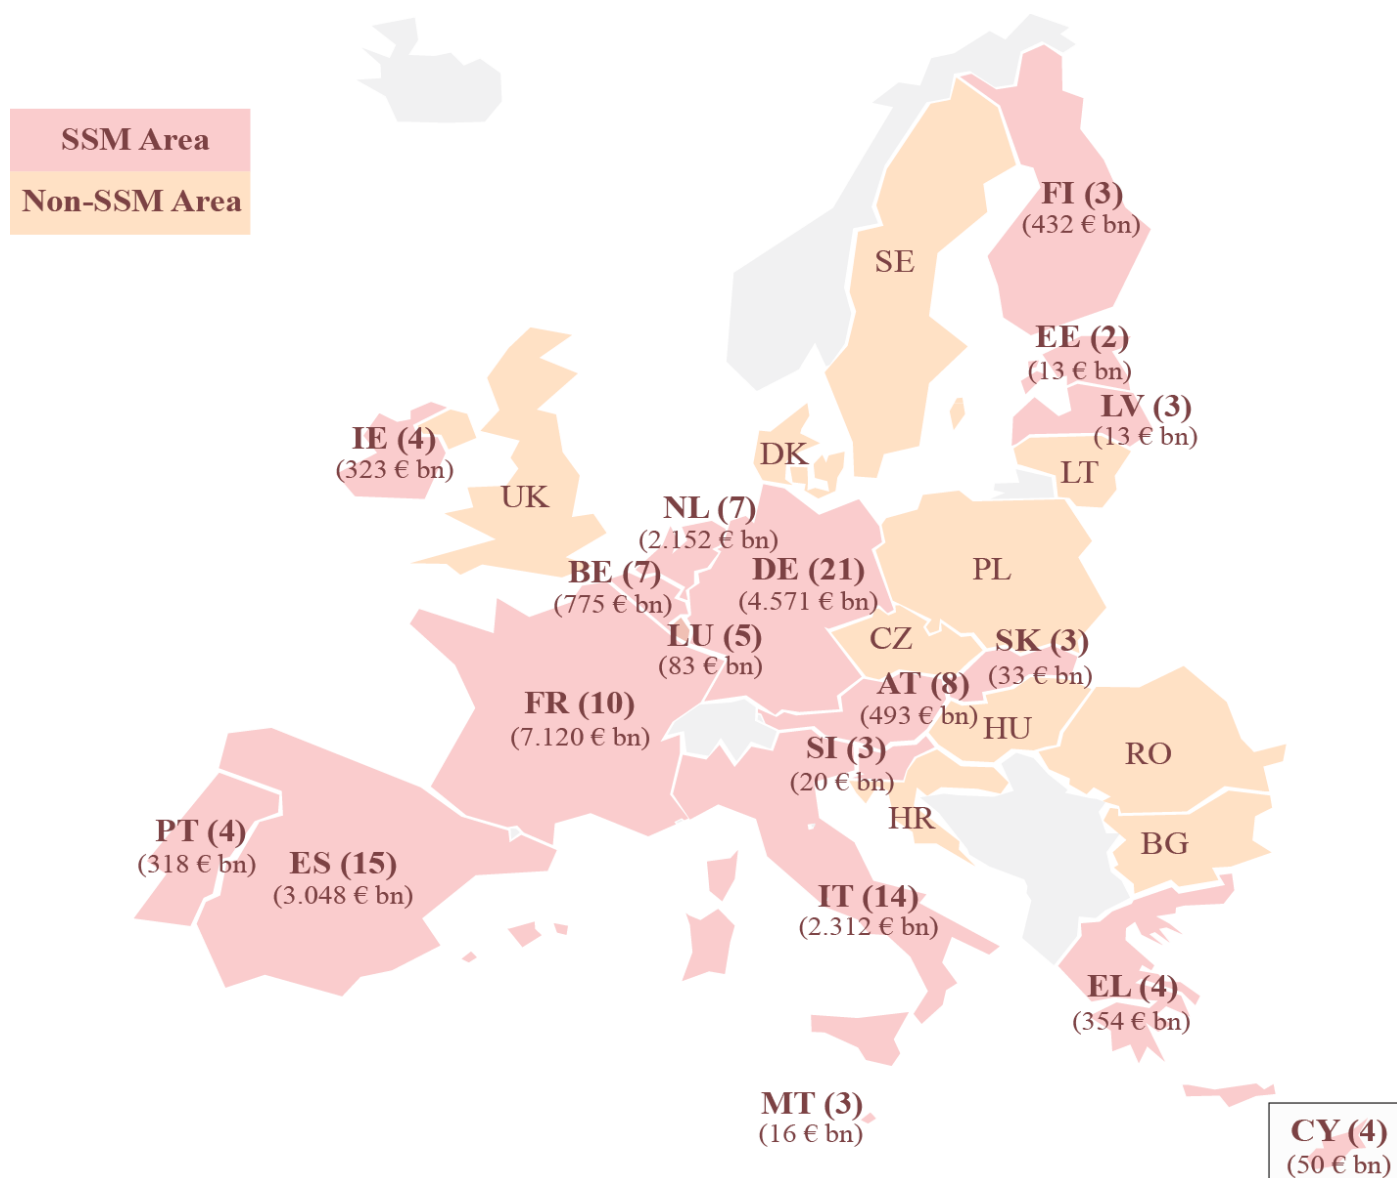 SSM Area
Non-SSM Area
FI (3)
(432 € bn)
SE
EE (2)
(13 € bn)
LV (3)
(13 € bn)
IE (4)
(323 € bn)
DK
LT
UK
NL (7)
(2.152 € bn)
BE (7)
(775 € bn)
DE (21)
(4.571 € bn)
PL
LU (5)
(83 € bn)
CZ
SK (3)
(33 € bn)
AT (8)
(493 € bn)
FR (10)
(7.120 € bn)
HU
SI (3)
(20 € bn)
RO
HR
PT (4)
(318 € bn)
BG
ES (15)
(3.048 € bn)
IT (14)
(2.312 € bn)
EL (4)
(354 € bn)
MT (3)
(16 € bn)
CY (4)
(50 € bn)